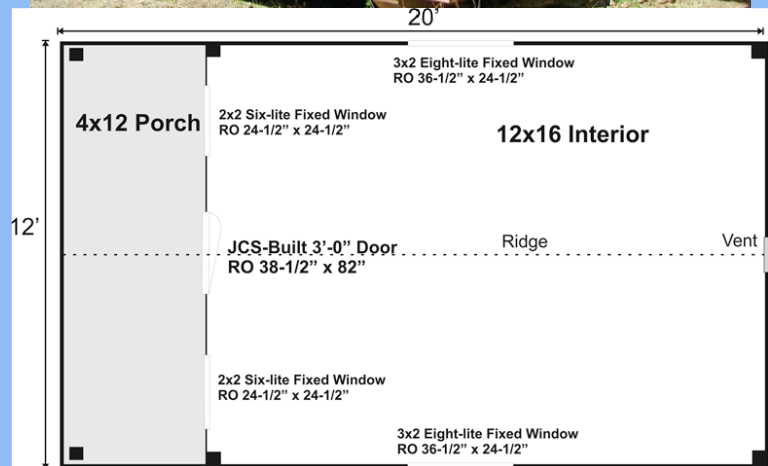 20’
3x2 Eight-lite Fixed Window
RO 36-1/2” x 24-1/2”
2x2 Six-lite Fixed Window
RO 24-1/2” x 24-1/2”
4x12 Porch
12x16 Interior
12’
JCS-Built 3’-0” Door
RO 38-1/2” x 82”
Ridge
Vent
2x2 Six-lite Fixed Window
RO 24-1/2” x 24-1/2”
3x2 Eight-lite Fixed Window
RO 36-1/2” x 24-1/2”